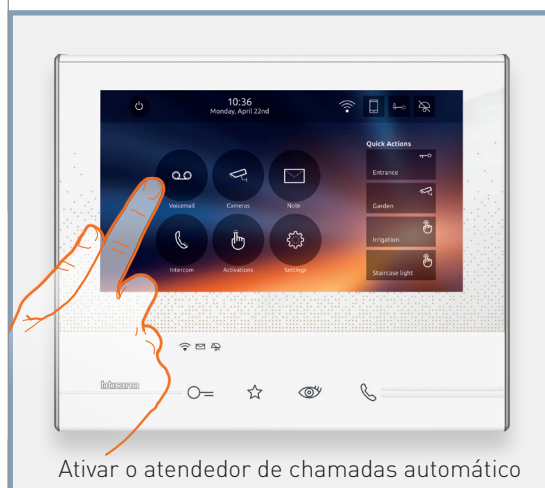 10:36
Monday, April 22nd
Quick Actions
Entrance
Voicemail Cameras Note
Garden
Irrigation
Intercom Activations Settings
Staircase light
bticino
Ativar o atendedor de chamadas automático